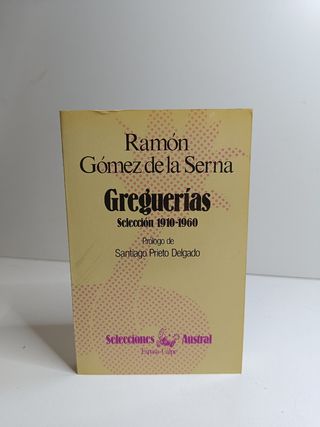 Ramón
Gómez de la Serna
Greguerías
Selección 1910-1960
Prólogo de
Santiago Prieto Delgado
Selecciones Austral
Espasa-Calpe